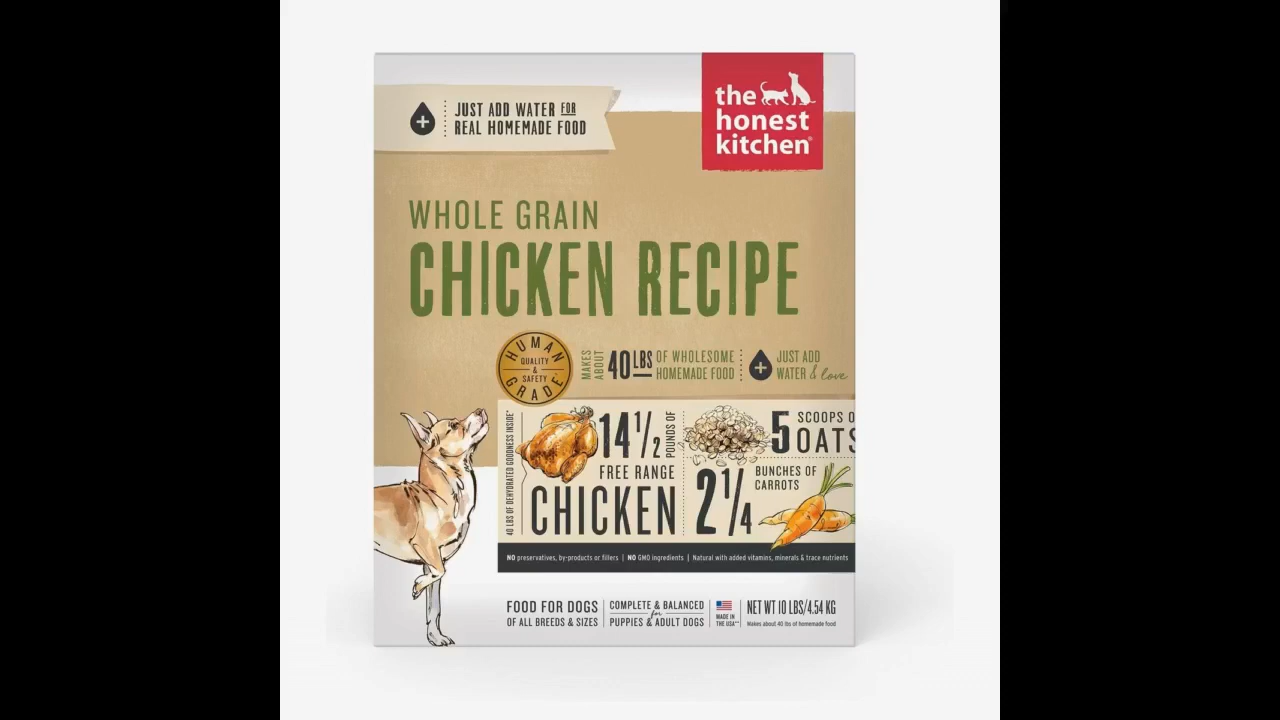 JUST ADD WATER FOR
REAL HOMEMADE FOOD
the
honest
kitchen®
WHOLE GRAIN
CHICKEN RECIPE
HUMAN
QUALITY
&
SAFETY
GRADE
MAKES
ABOUT
40 LBS
OF WHOLESOME
HOMEMADE FOOD
JUST ADD
WATER & love
40 LBS OF DEHYDRATED GOODNESS INSIDE*
14 1/2
POUNDS OF
FREE RANGE
CHICKEN
5 SCOOPS O
OATS
2 1/4
BUNCHES OF
CARROTS
NO preservatives, by-products or fillers | NO GMO ingredients | Natural with added vitamins, minerals & trace nutrients
FOOD FOR DOGS
OF ALL BREEDS & SIZES
COMPLETE & BALANCED
for
PUPPIES & ADULT DOGS
MADE IN
THE USA**
NET WT 10 LBS/4.54 KG
Makes about 40 lbs of homemade food